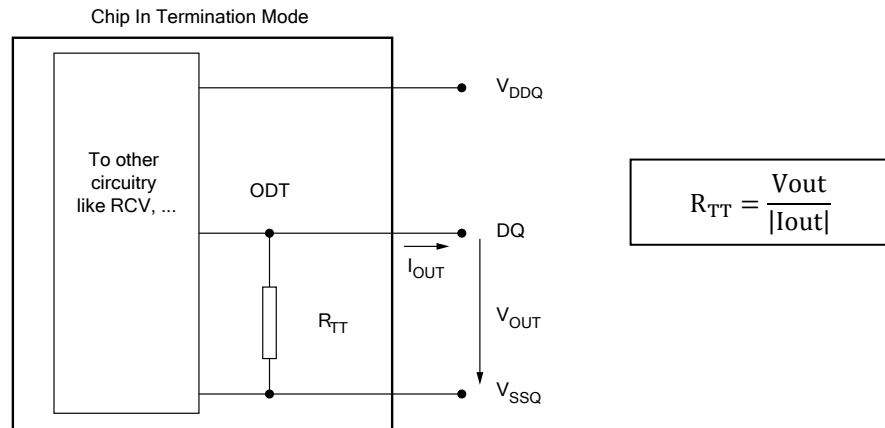 Chip In Termination Mode
V_DDQ
To other
circuitry
like RCV, ...
ODT
DQ
I_OUT
R_TT
V_OUT
V_SSQ
R_TT = Vout / |Iout|